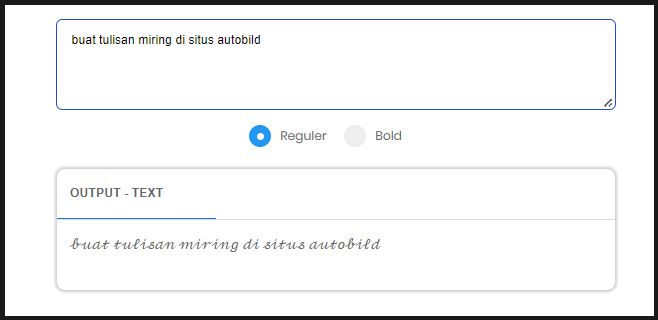 buat tulisan miring di situs autobild
Reguler Bold
OUTPUT - TEXT
buat tulisan miring di situs autobild